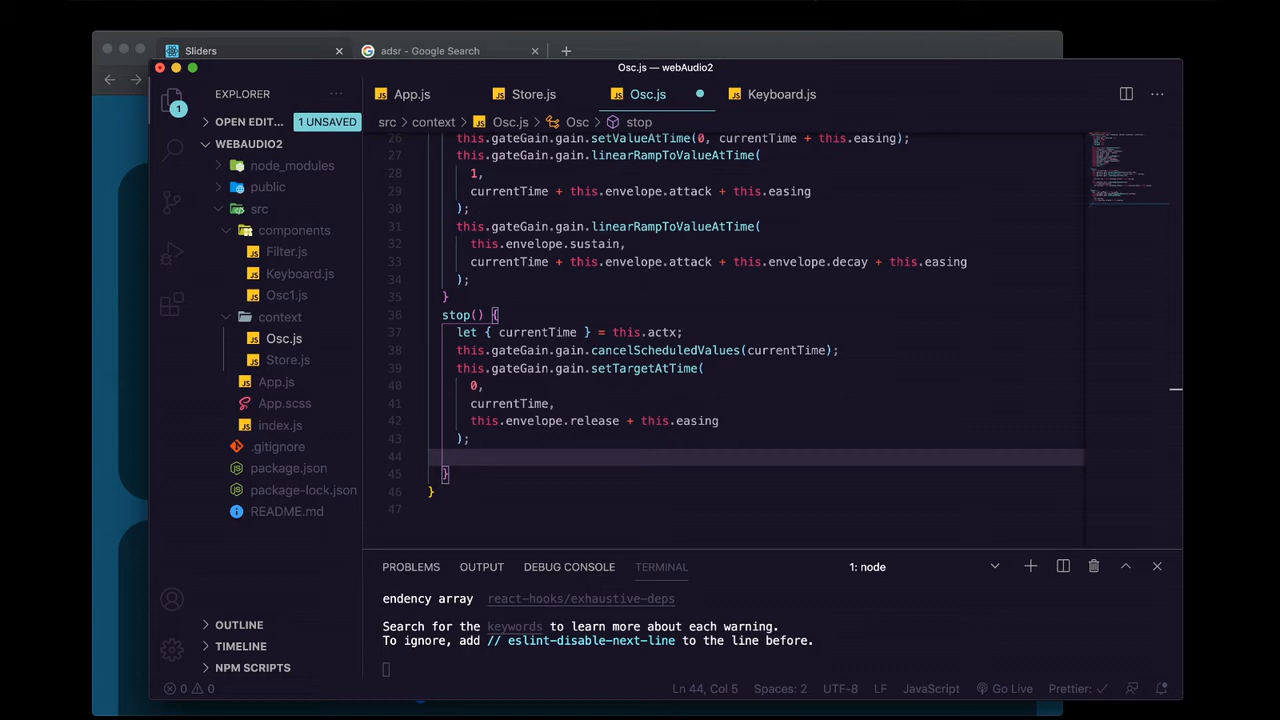 Sliders
adsr - Google Search
Osc.js — webAudio2
EXPLORER
App.js
Store.js
Osc.js
Keyboard.js
OPEN EDIT...
1 UNSAVED
src > context > Osc.js > Osc > stop
1
WEBAUDIO2
node_modules
public
src
components
Filter.js
Keyboard.js
Osc1.js
context
Osc.js
Store.js
App.js
App.scss
index.js
.gitignore
package.json
package-lock.json
README.md
OUTLINE
TIMELINE
NPM SCRIPTS
26 this.gateGain.gain.setValueAtTime(0, currentTime + this.easing);
27 this.gateGain.gain.linearRampToValueAtTime(
28 1,
29 currentTime + this.envelope.attack + this.easing
30 );
31 this.gateGain.gain.linearRampToValueAtTime(
32 this.envelope.sustain,
33 currentTime + this.envelope.attack + this.envelope.decay + this.easing
34 );
35 }
36 stop() {
37 let { currentTime } = this.actx;
38 this.gateGain.gain.cancelScheduledValues(currentTime);
39 this.gateGain.gain.setTargetAtTime(
40 0,
41 currentTime,
42 this.envelope.release + this.easing
43 );
44
45 }
46 }
47
PROBLEMS OUTPUT DEBUG CONSOLE TERMINAL
1: node
endency array react-hooks/exhaustive-deps
Search for the keywords to learn more about each warning.
To ignore, add // eslint-disable-next-line to the line before.
0 0
Ln 44, Col 5 Spaces: 2 UTF-8 LF JavaScript Go Live Prettier: ✓